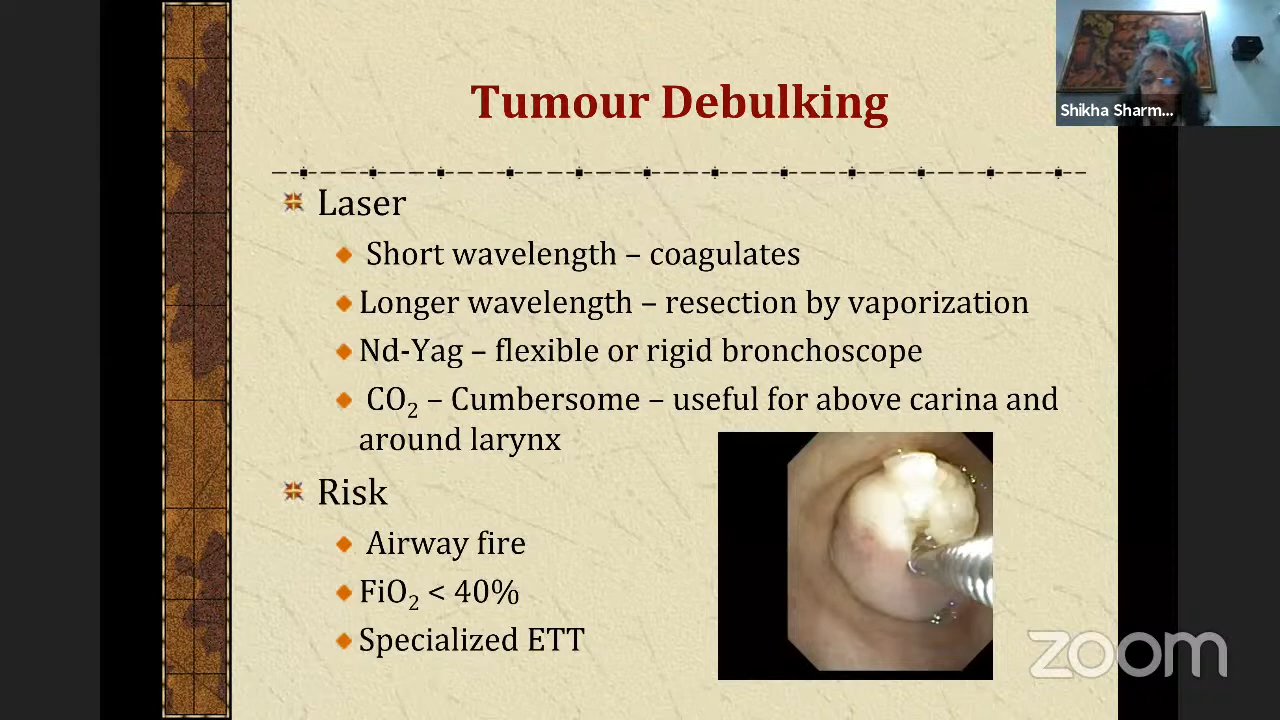 Tumour Debulking
Shikha Sharm...
Laser
Short wavelength – coagulates
Longer wavelength – resection by vaporization
Nd-Yag – flexible or rigid bronchoscope
CO₂ – Cumbersome – useful for above carina and
around larynx
Risk
Airway fire
FiO₂ < 40%
Specialized ETT
zoom